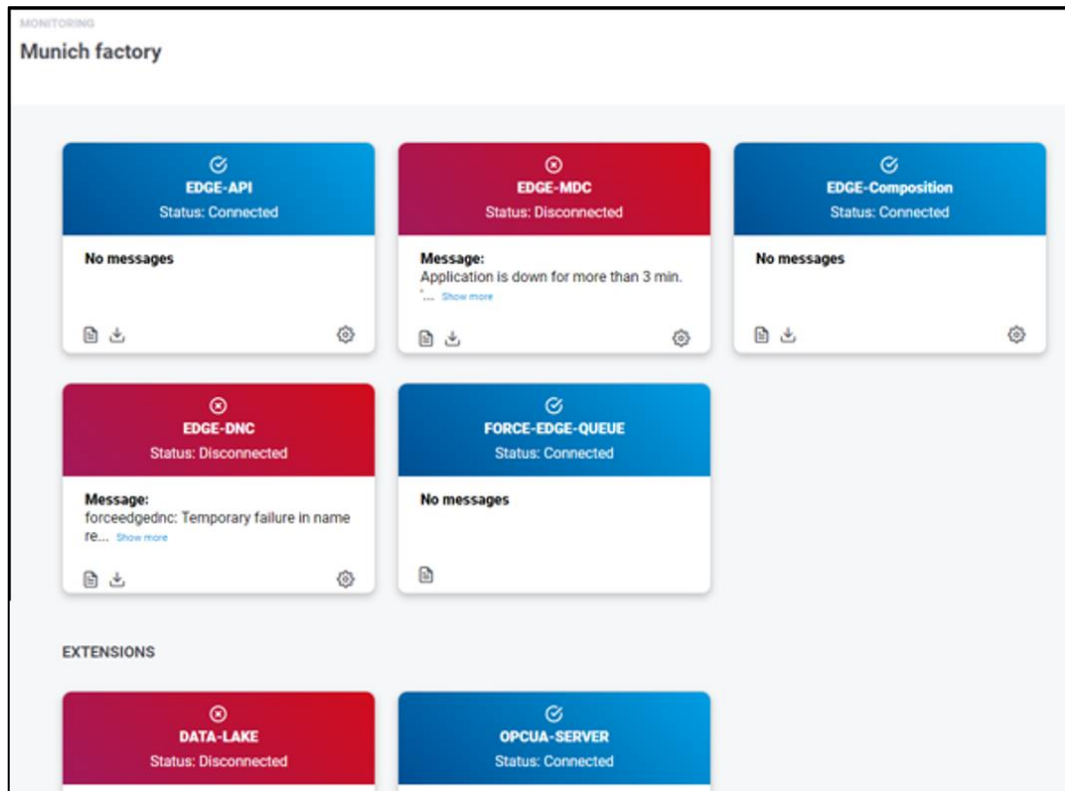 MONITORING
Munich factory
EDGE-API
Status: Connected
No messages
EDGE-MDC
Status: Disconnected
Message:
Application is down for more than 3 min.
'... Show more
EDGE-Composition
Status: Connected
No messages
EDGE-DNC
Status: Disconnected
Message:
forceedgednc: Temporary failure in name
re... Show more
FORCE-EDGE-QUEUE
Status: Connected
No messages
EXTENSIONS
DATA-LAKE
Status: Disconnected
OPCUA-SERVER
Status: Connected